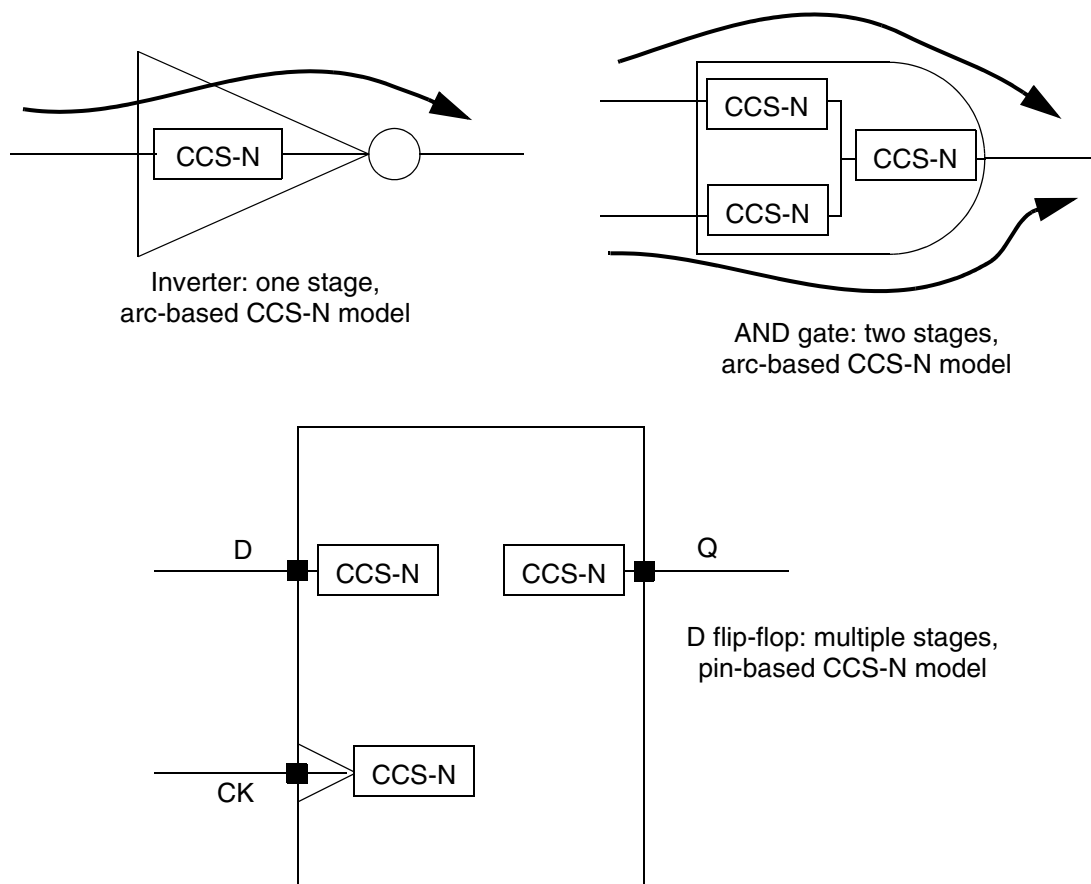 CCS-N
Inverter: one stage,
arc-based CCS-N model
CCS-N
CCS-N
CCS-N
AND gate: two stages,
arc-based CCS-N model
D
CCS-N
CCS-N
Q
D flip-flop: multiple stages,
pin-based CCS-N model
CK
CCS-N